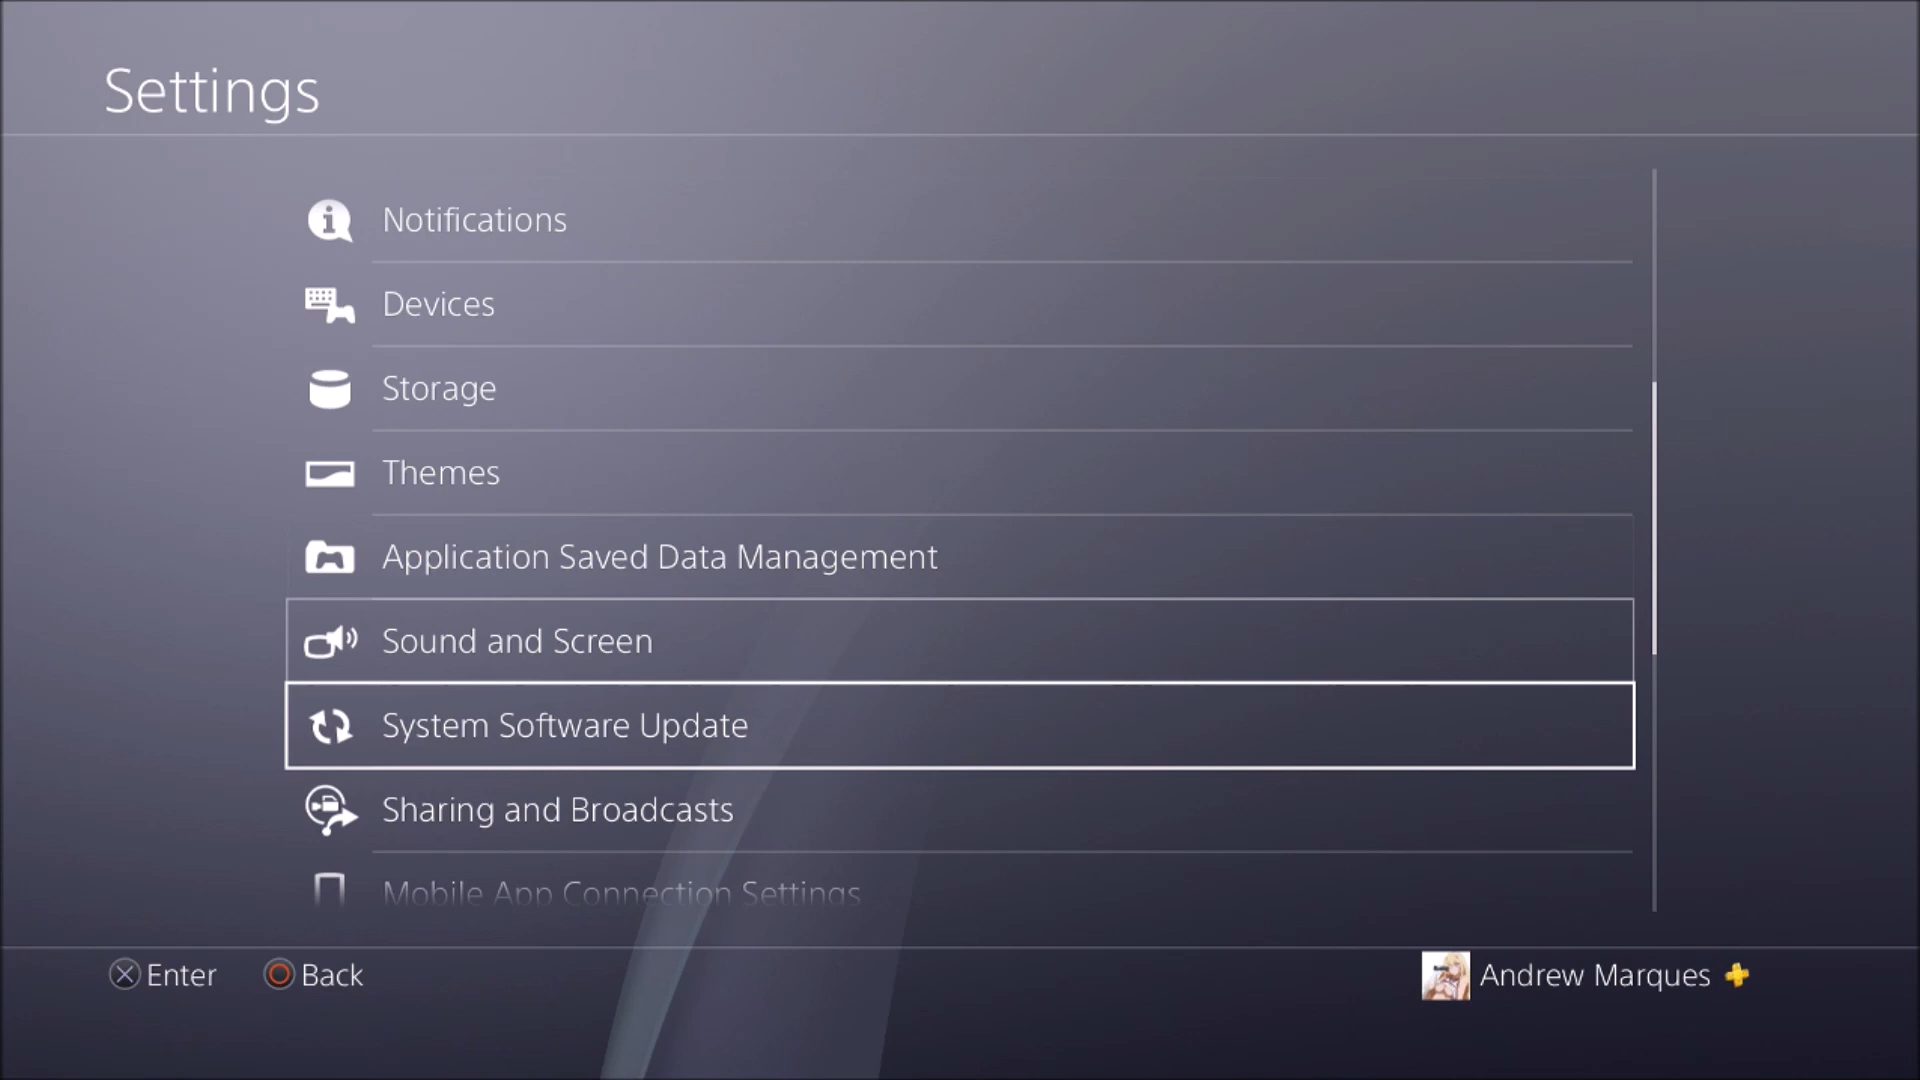 Settings
Notifications
Devices
Storage
Themes
Application Saved Data Management
Sound and Screen
System Software Update
Sharing and Broadcasts
Mobile App Connection Settings
Enter
Back
Andrew Marques